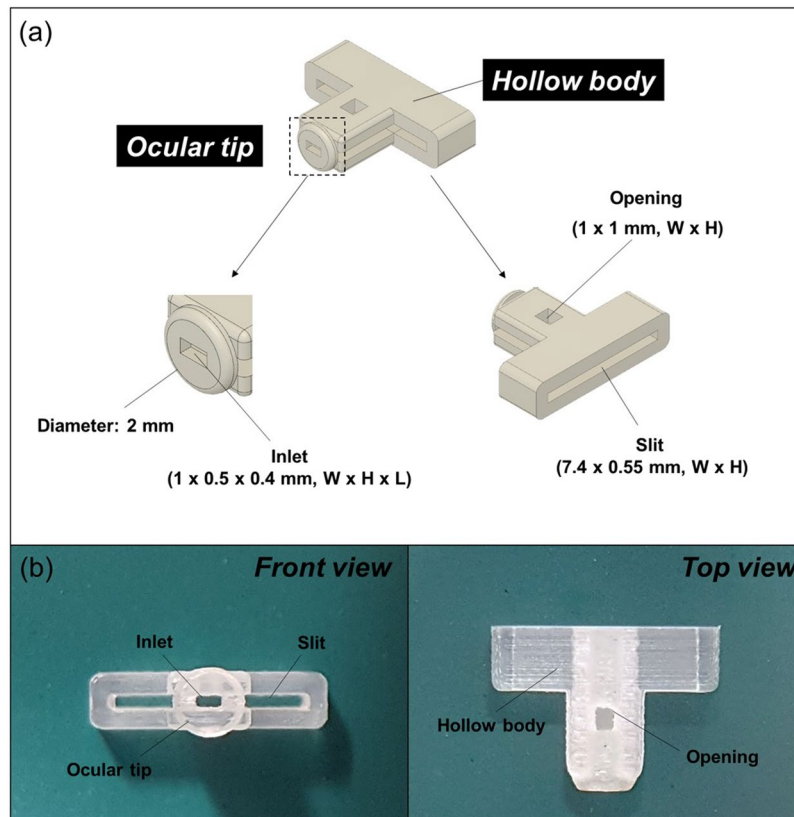 (a)
Hollow body
Ocular tip
Opening
(1 x 1 mm, W x H)
Diameter: 2 mm
Inlet
(1 x 0.5 x 0.4 mm, W x H x L)
Slit
(7.4 x 0.55 mm, W x H)
(b)
Front view
Inlet
Slit
Ocular tip
Top view
Hollow body
Opening